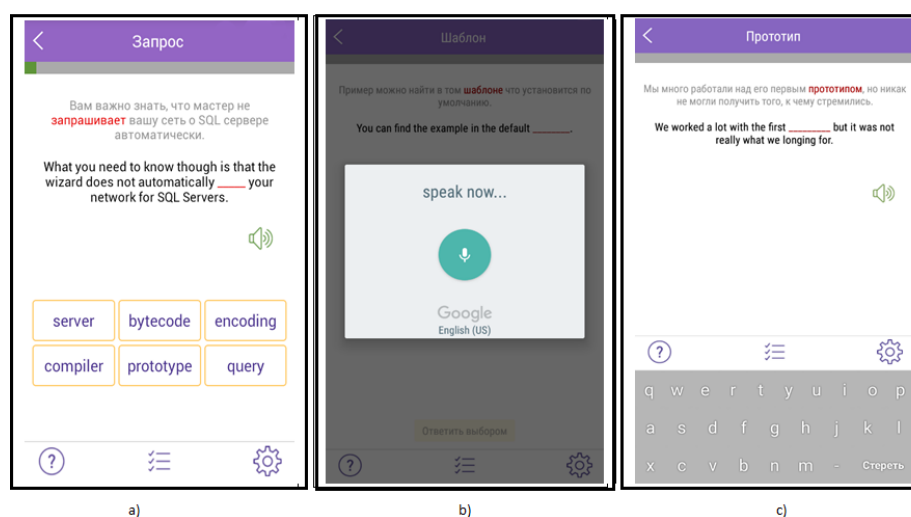 Запрос
Вам важно знать, что мастер не
запрашивает вашу сеть о SQL сервере
автоматически.
What you need to know though is that the
wizard does not automatically ____ your
network for SQL Servers.
server bytecode encoding
compiler prototype query
?
a)
Шаблон
Пример можно найти в том шаблоне что установится по
умолчанию.
You can find the example in the default _______.
speak now...
Google
English (US)
Ответить выбором
?
b)
Прототип
Мы много работали над его первым прототипом, но никак
не могли получить того, к чему стремились.
We worked a lot with the first ________ but it was not
really what we longing for.
?
q w e r t y u i o p
a s d f g h j k l
x c v b n m - Стереть
c)